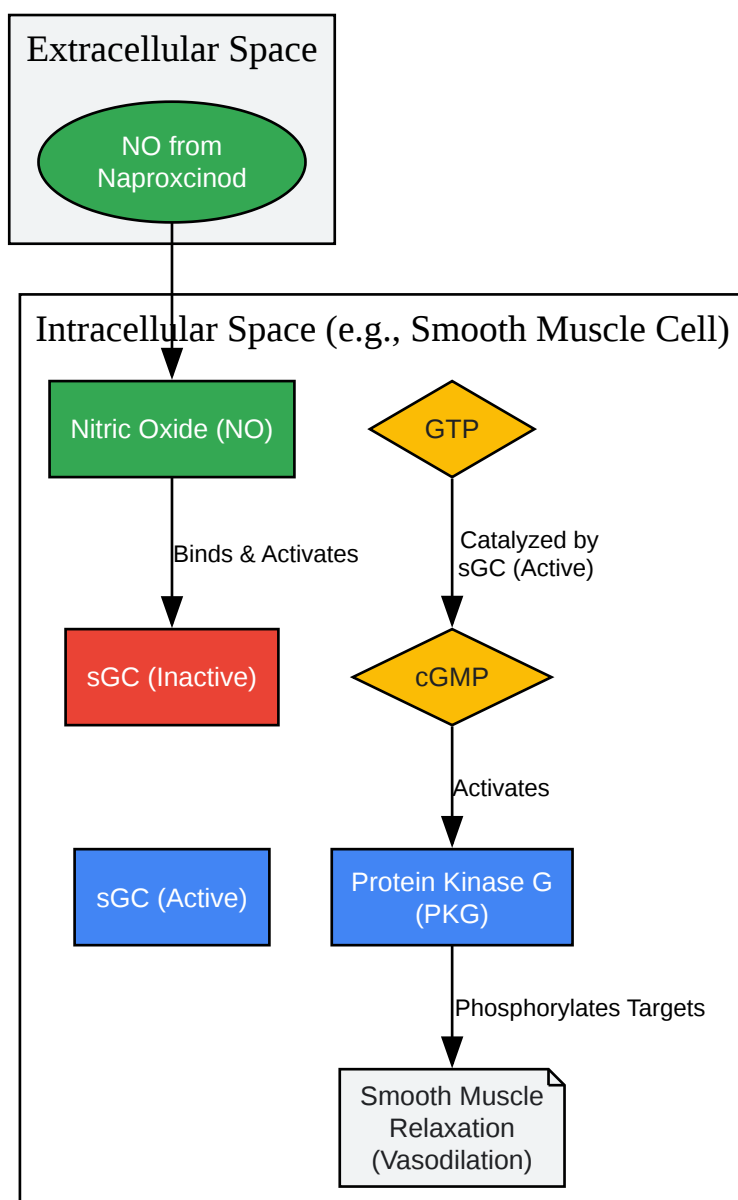 Extracellular Space
NO from
Naproxcinod
Intracellular Space (e.g., Smooth Muscle Cell)
Nitric Oxide (NO)
GTP
Binds & Activates
Catalyzed by
sGC (Active)
sGC (Inactive)
cGMP
Activates
sGC (Active)
Protein Kinase G
(PKG)
Phosphorylates Targets
Smooth Muscle
Relaxation
(Vasodilation)